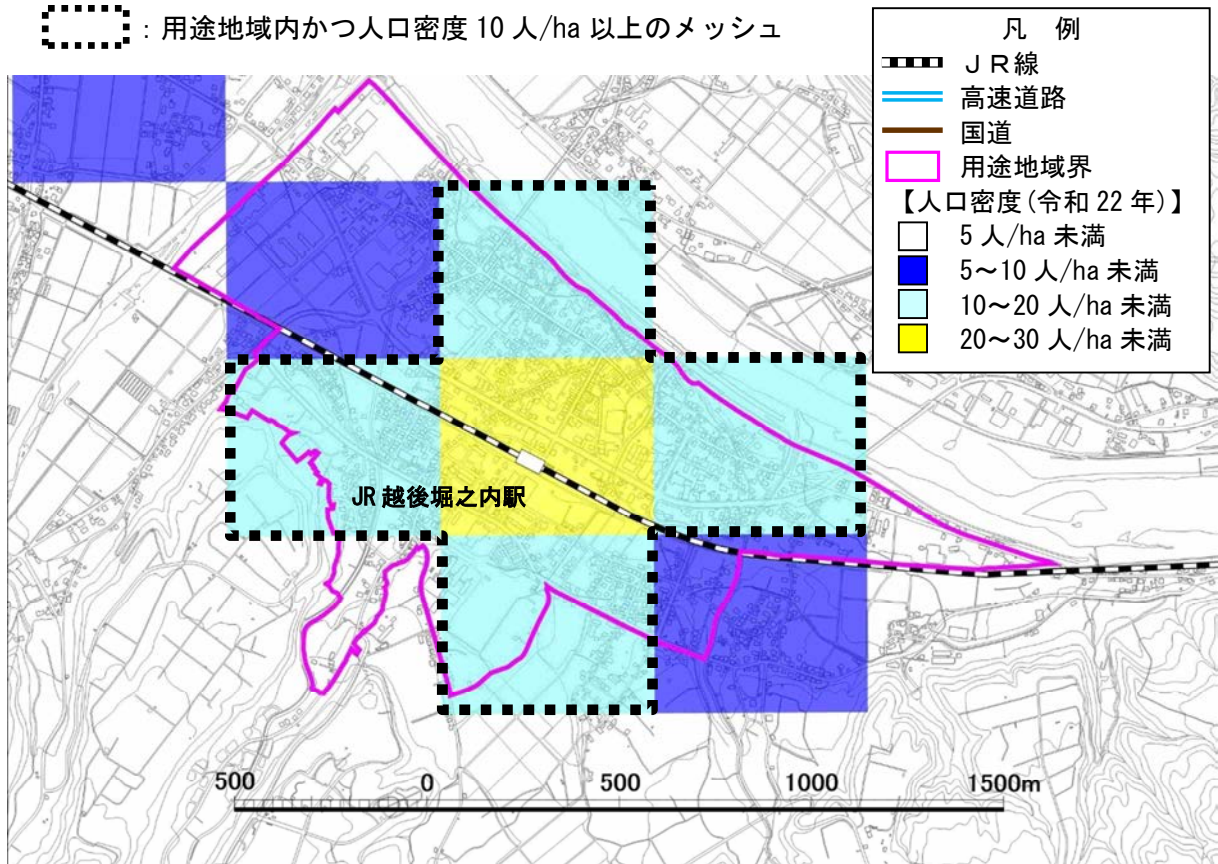 ：用途地域内かつ人口密度 10 人/ha 以上のメッシュ
凡 例
ＪＲ線
高速道路
国道
用途地域界
【人口密度(令和 22 年)】
5 人/ha 未満
5～10 人/ha 未満
10～20 人/ha 未満
20～30 人/ha 未満
JR 越後堀之内駅
500 0 500 1000 1500m